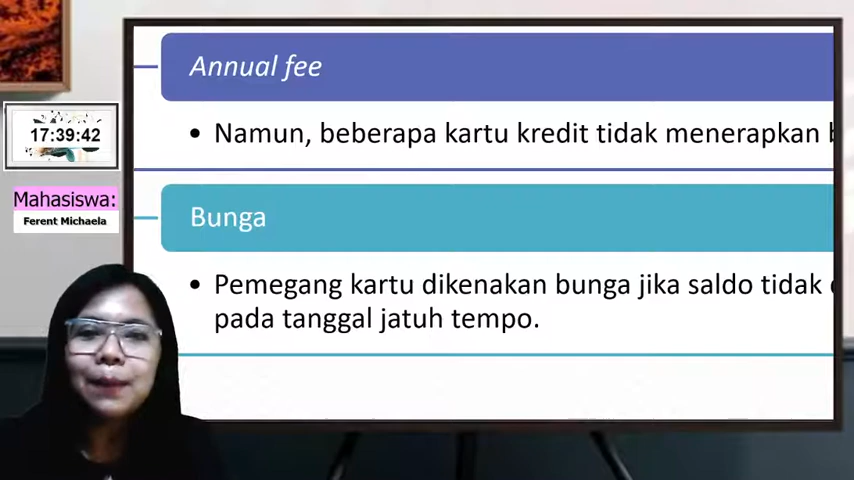 Annual fee
17:39:42
• Namun, beberapa kartu kredit tidak menerapkan
Mahasiswa:
Ferent Michaela
Bunga
• Pemegang kartu dikenakan bunga jika saldo tidak
pada tanggal jatuh tempo.